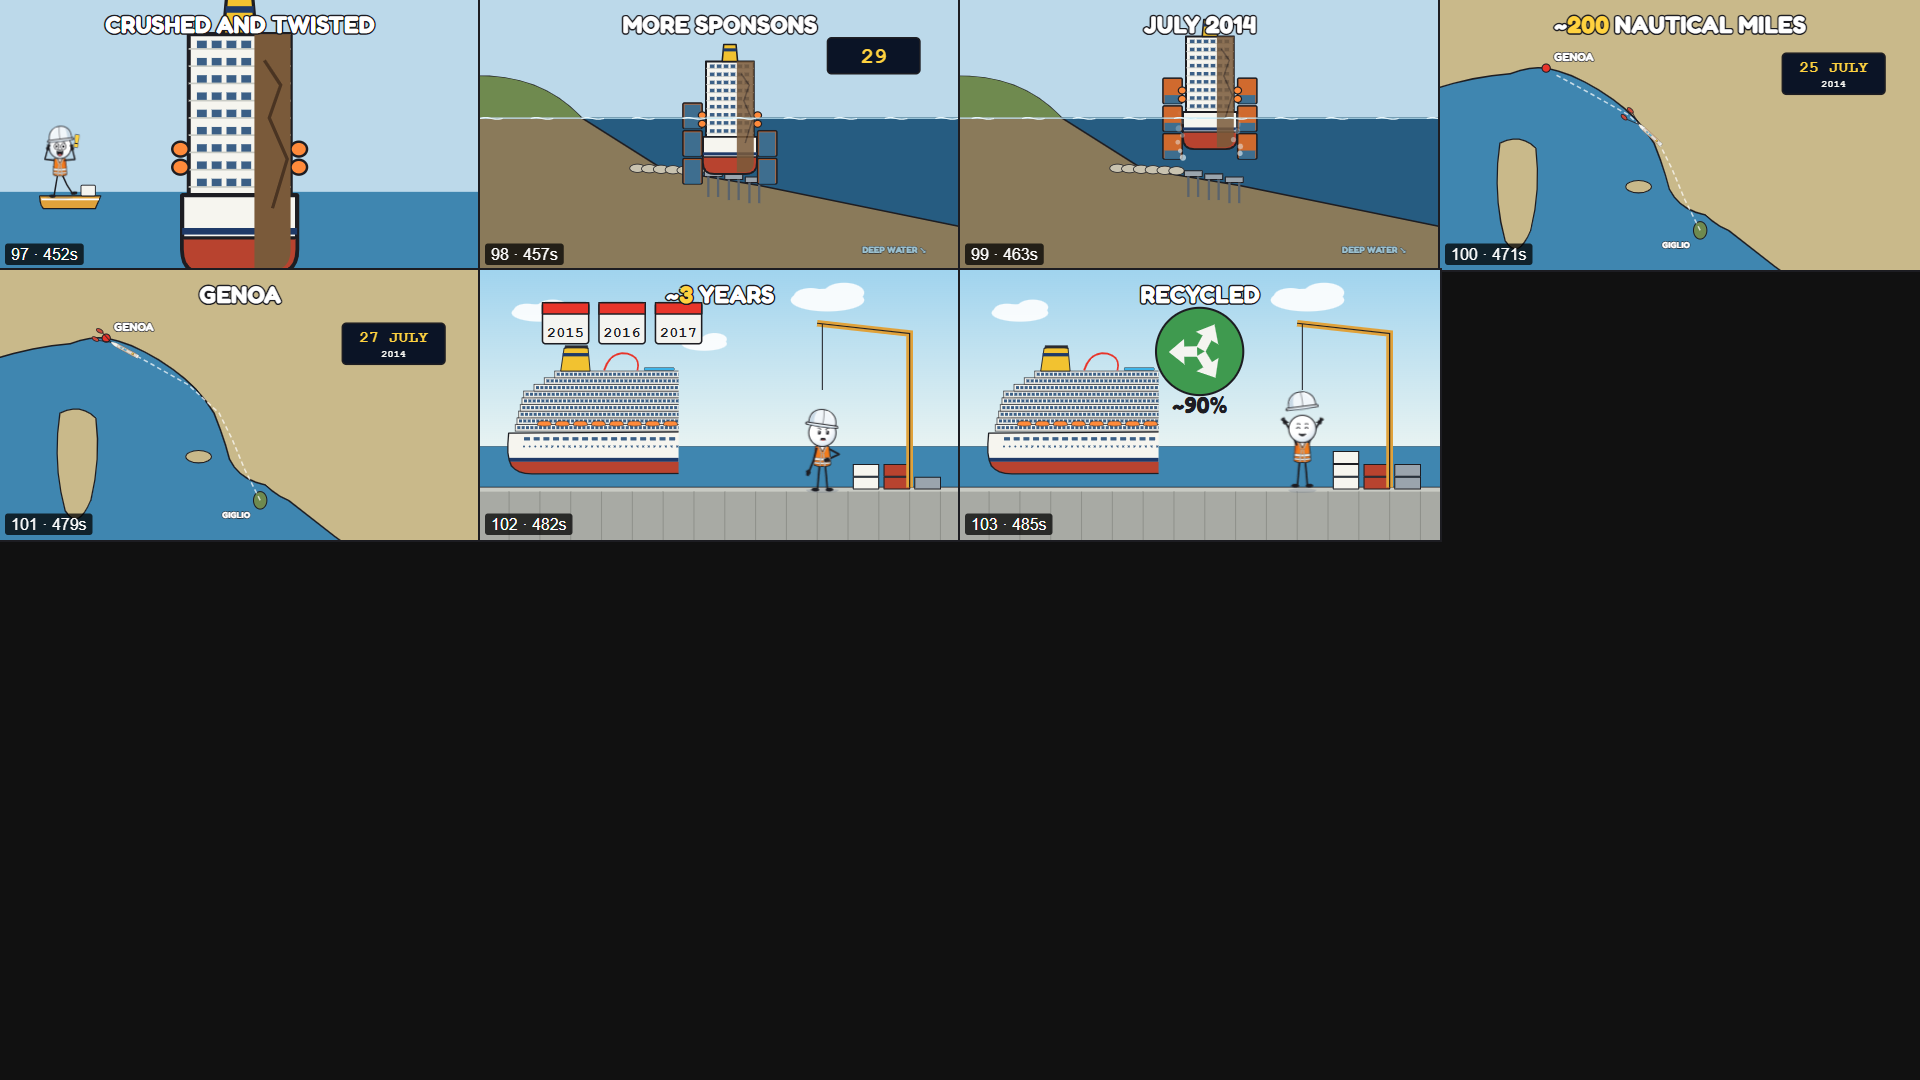 CRUSHED AND TWISTED
97 · 452s
MORE SPONSONS
29
DEEP WATER
98 · 457s
JULY 2014
DEEP WATER
99 · 463s
~200 NAUTICAL MILES
GENOA
25 JULY
2014
GIGLIO
100 · 471s
GENOA
GENOA
27 JULY
2014
GIGLIO
101 · 479s
~3 YEARS
2015
2016
2017
102 · 482s
RECYCLED
~90%
103 · 485s